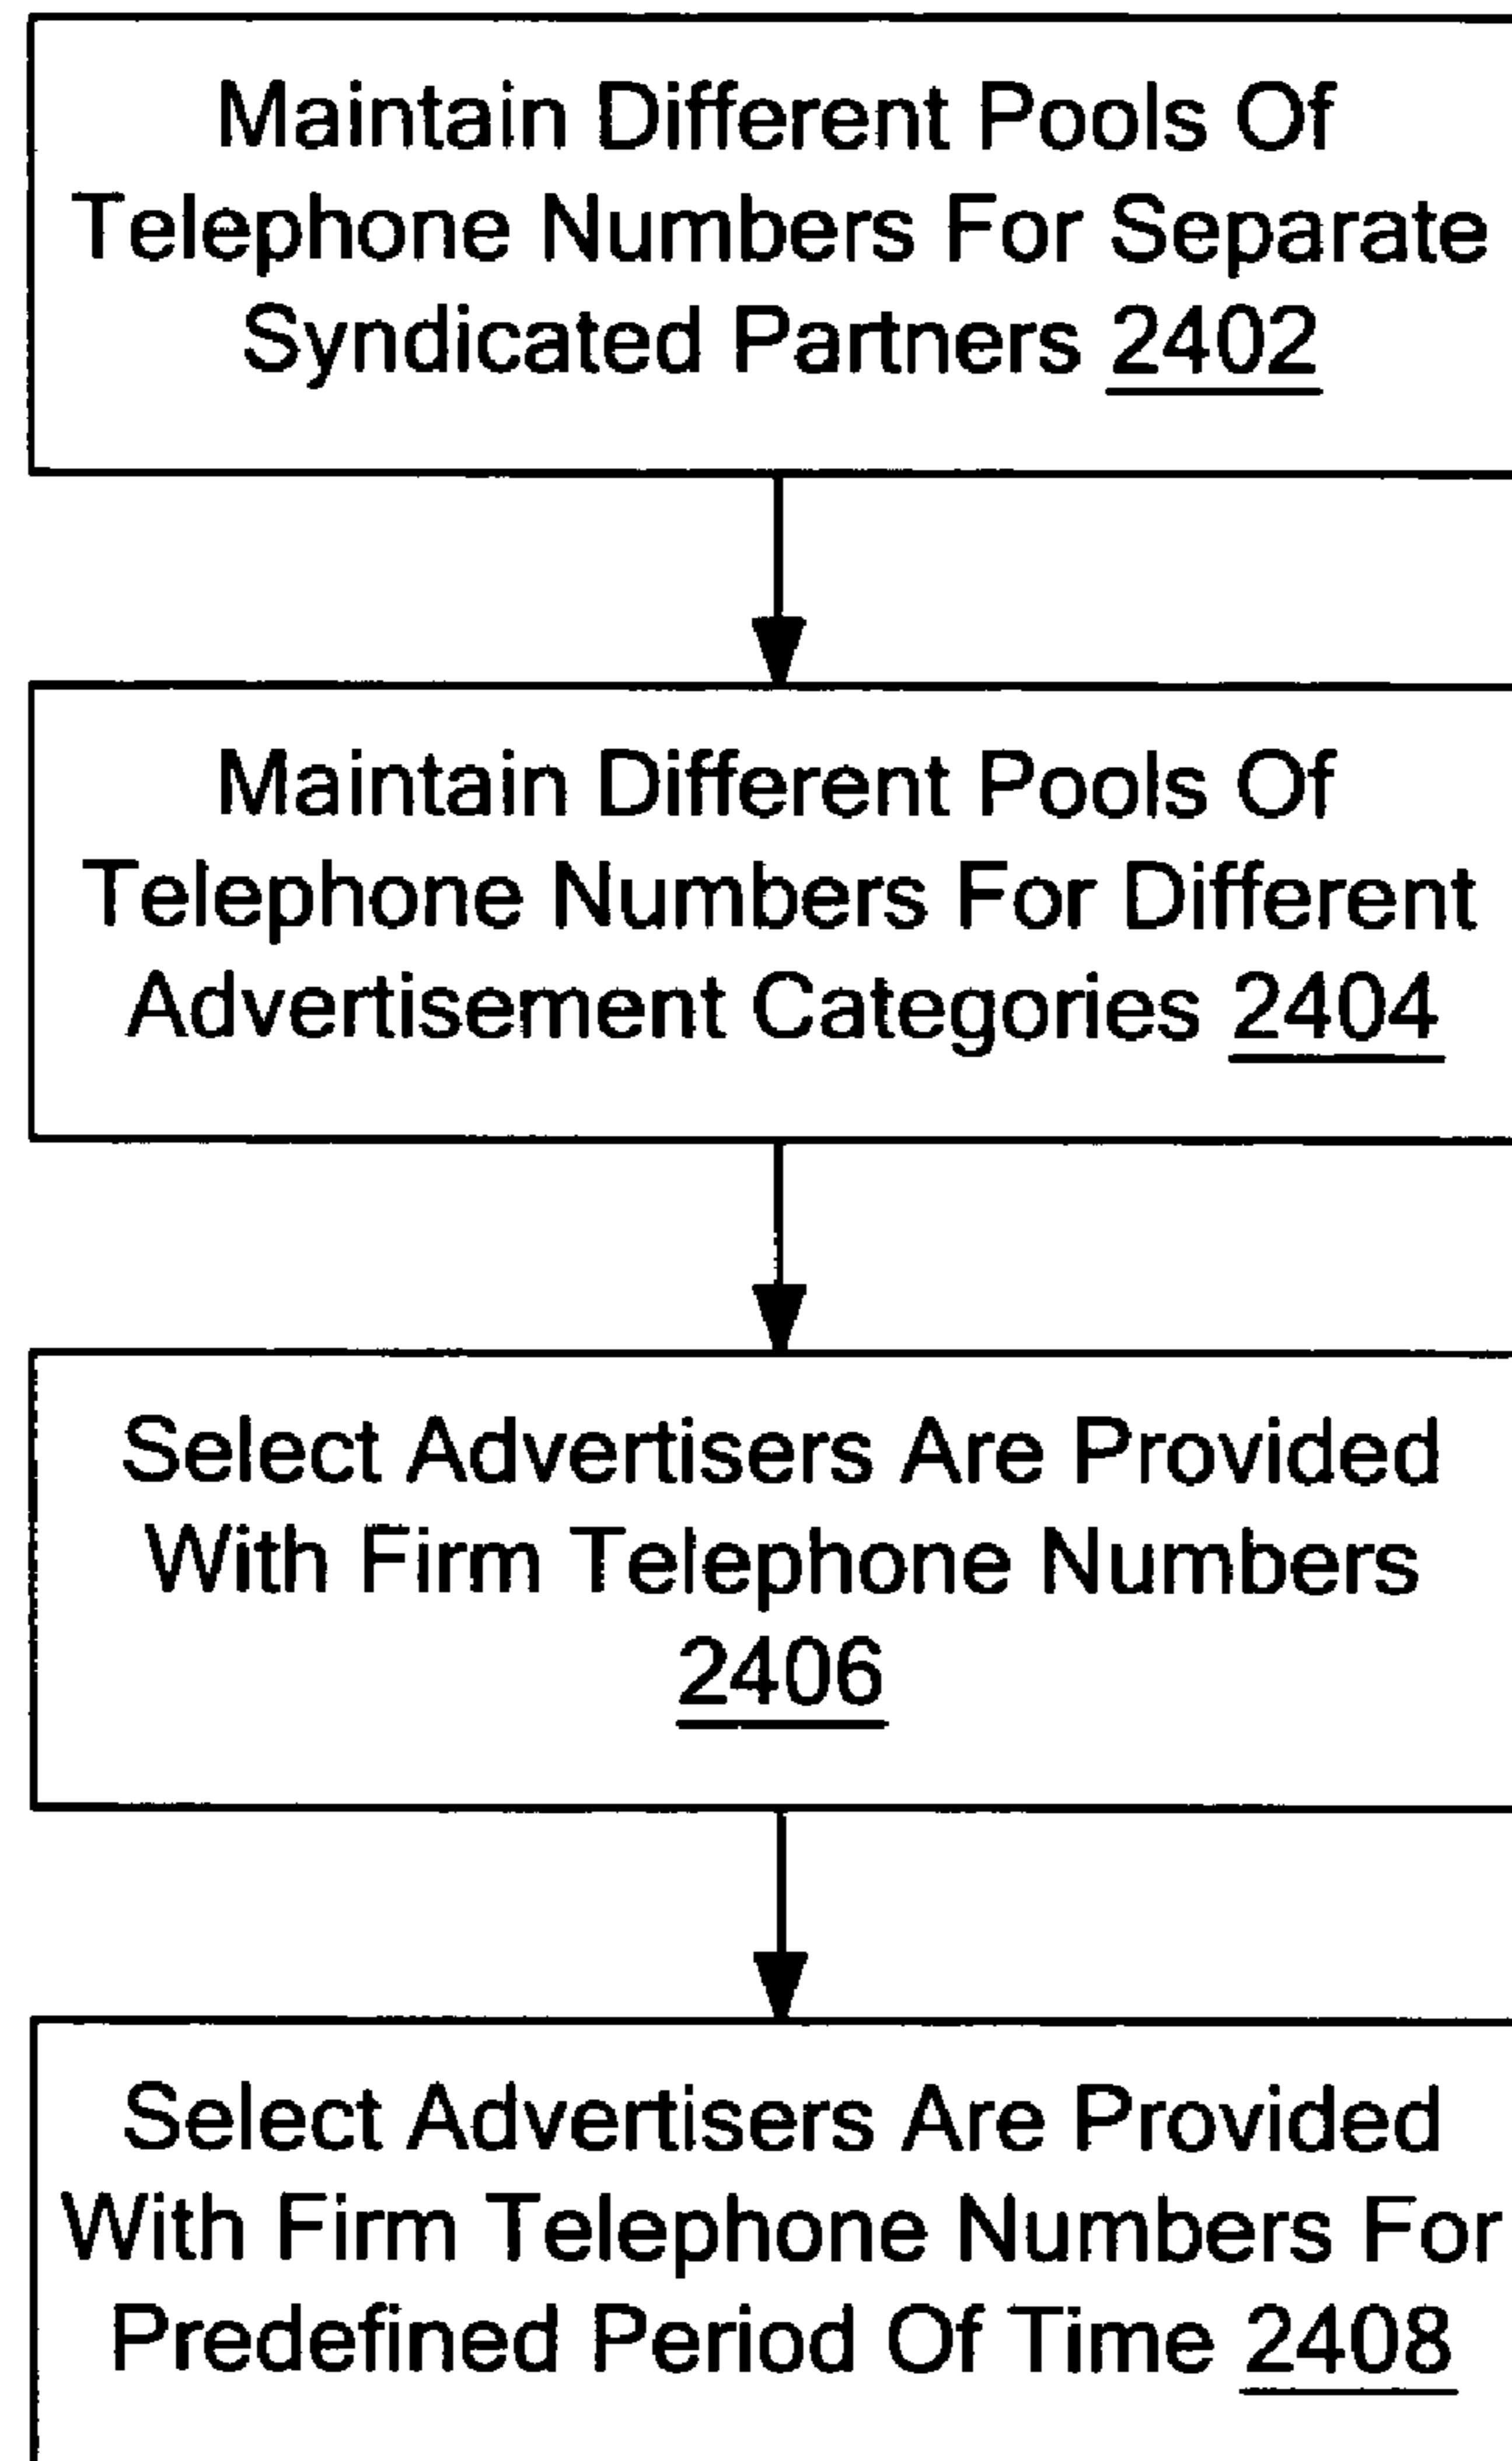 Maintain Different Pools Of
Telephone Numbers For Separate
Syndicated Partners 2402
Maintain Different Pools Of
Telephone Numbers For Different
Advertisement Categories 2404
Select Advertisers Are Provided
With Firm Telephone Numbers
2406
Select Advertisers Are Provided
With Firm Telephone Numbers For
Predefined Period Of Time 2408